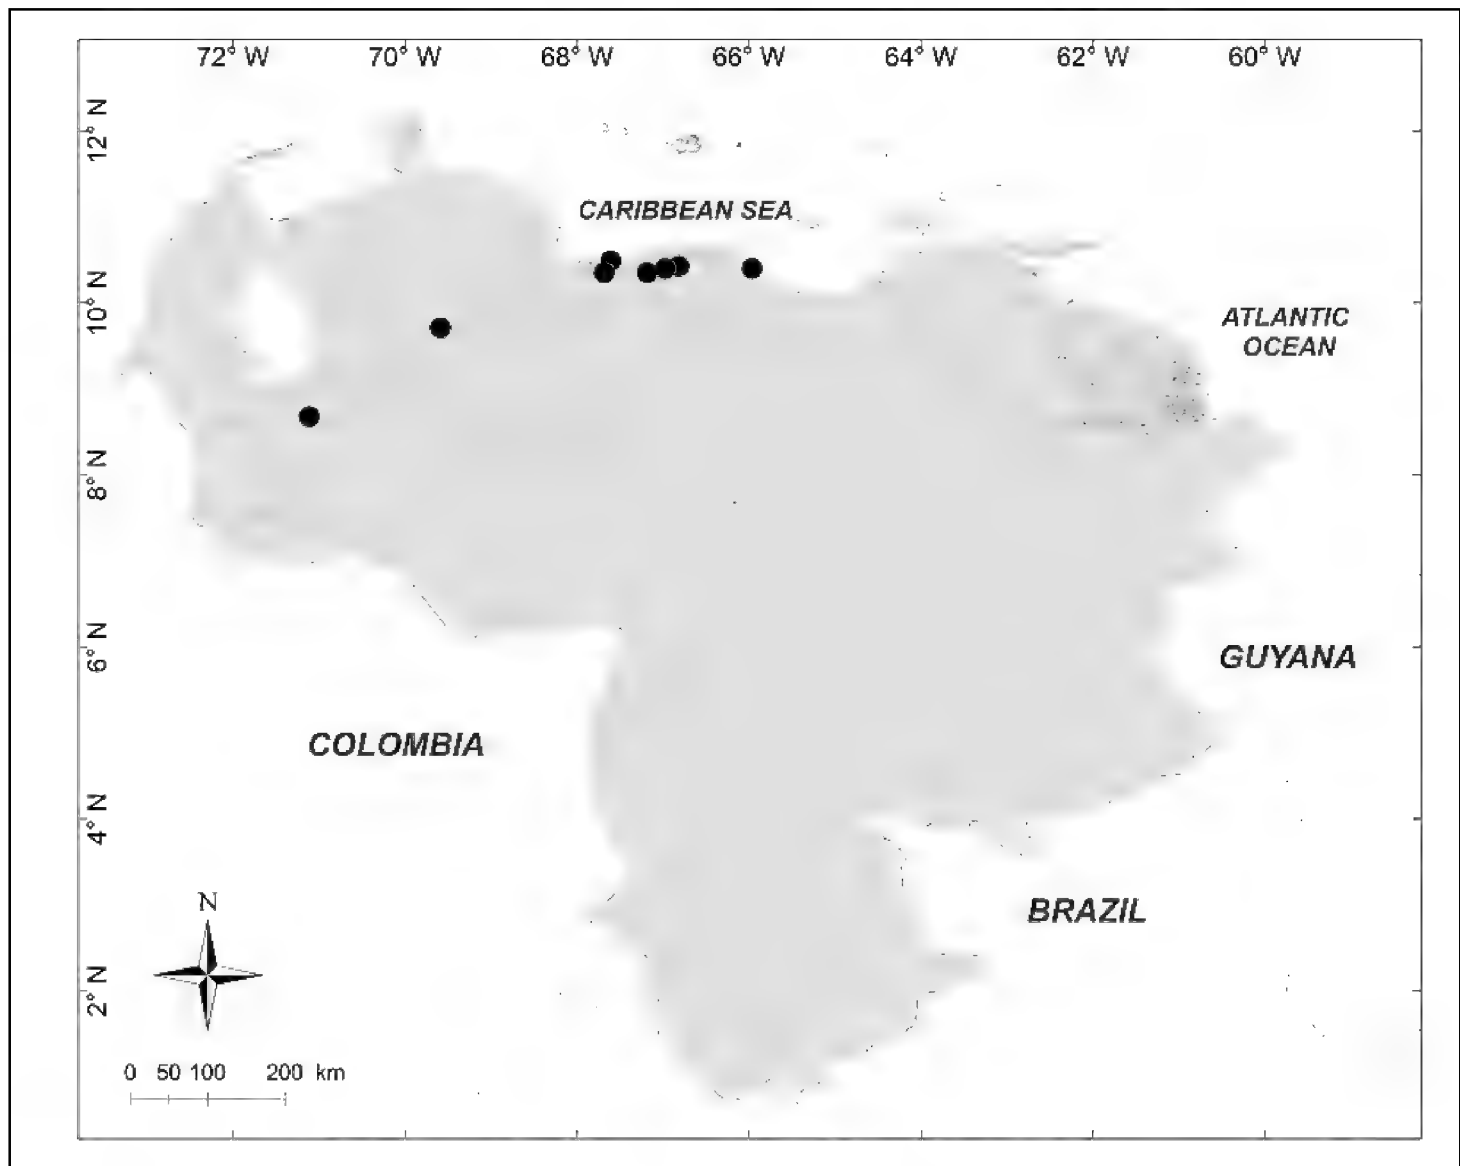 72° W 70° W 68° W 66° W 64° W 62° W 60° W
12° N
CARIBBEAN SEA
10° N
ATLANTIC
OCEAN
8° N
6° N
GUYANA
COLOMBIA
4° N
BRAZIL
N
2° N
0 50 100 200 km